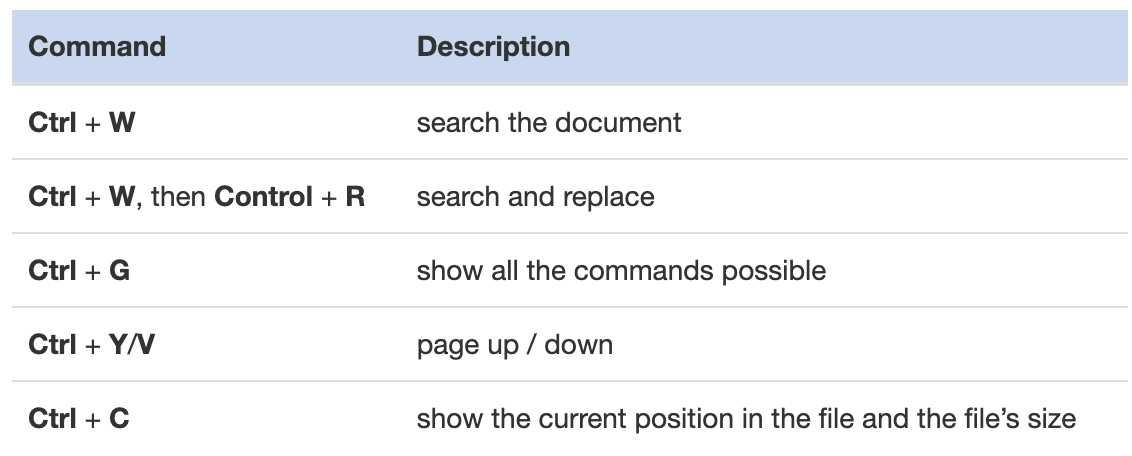 Command Description
Ctrl + W search the document
Ctrl + W, then Control + R search and replace
Ctrl + G show all the commands possible
Ctrl + Y/V page up / down
Ctrl + C show the current position in the file and the file’s size